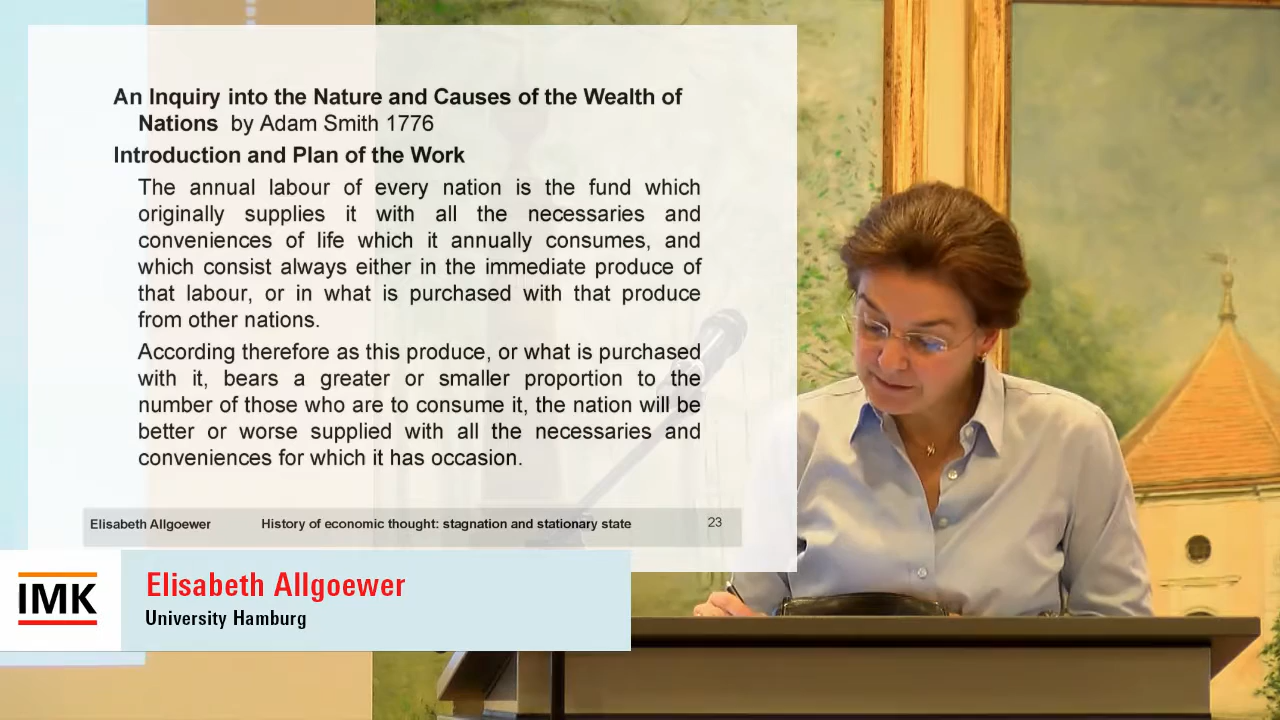 An Inquiry into the Nature and Causes of the Wealth of
Nations by Adam Smith 1776
Introduction and Plan of the Work
The annual labour of every nation is the fund which
originally supplies it with all the necessaries and
conveniences of life which it annually consumes, and
which consist always either in the immediate produce of
that labour, or in what is purchased with that produce
from other nations.
According therefore as this produce, or what is purchased
with it, bears a greater or smaller proportion to the
number of those who are to consume it, the nation will be
better or worse supplied with all the necessaries and
conveniences for which it has occasion.
Elisabeth Allgoewer History of economic thought: stagnation and stationary state 23
IMK
Elisabeth Allgoewer
University Hamburg